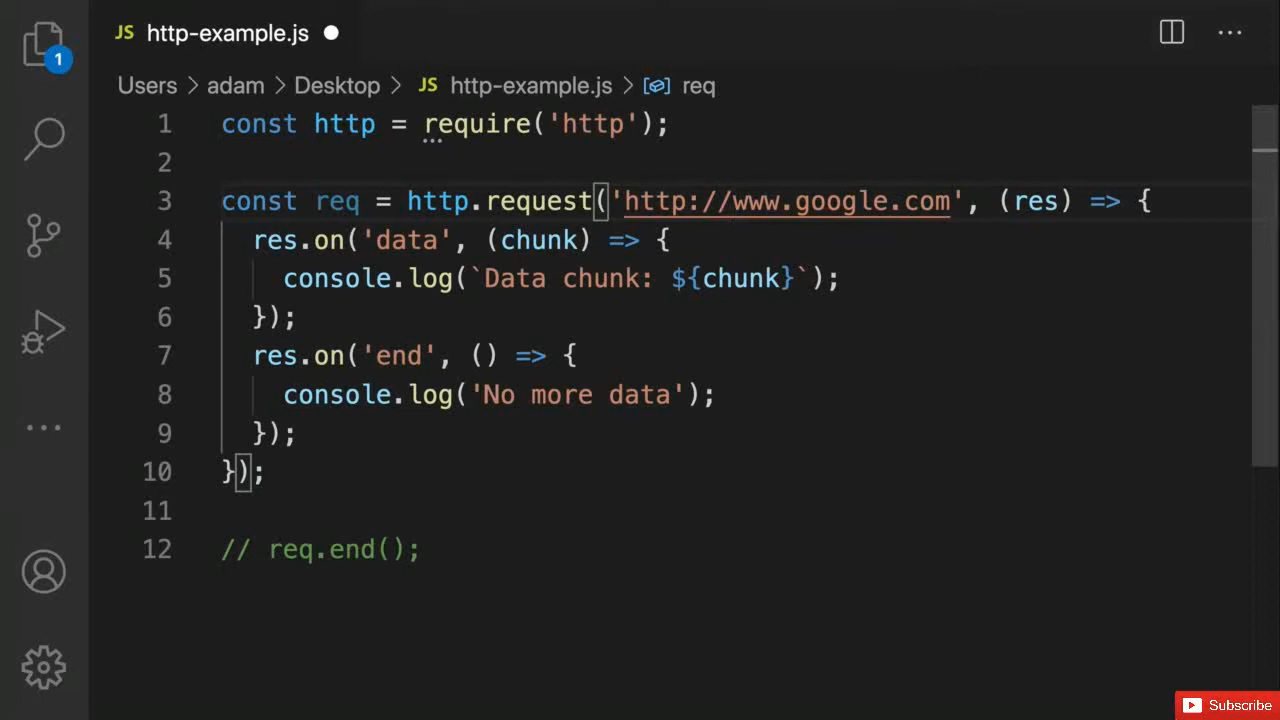 JS http-example.js
1
Users > adam > Desktop > JS http-example.js > req
1 const http = require('http');
2
3 const req = http.request('http://www.google.com', (res) => {
4   res.on('data', (chunk) => {
5     console.log(`Data chunk: ${chunk}`);
6   });
7   res.on('end', () => {
8     console.log('No more data');
9   });
10 });
11
12 // req.end();
Subscribe